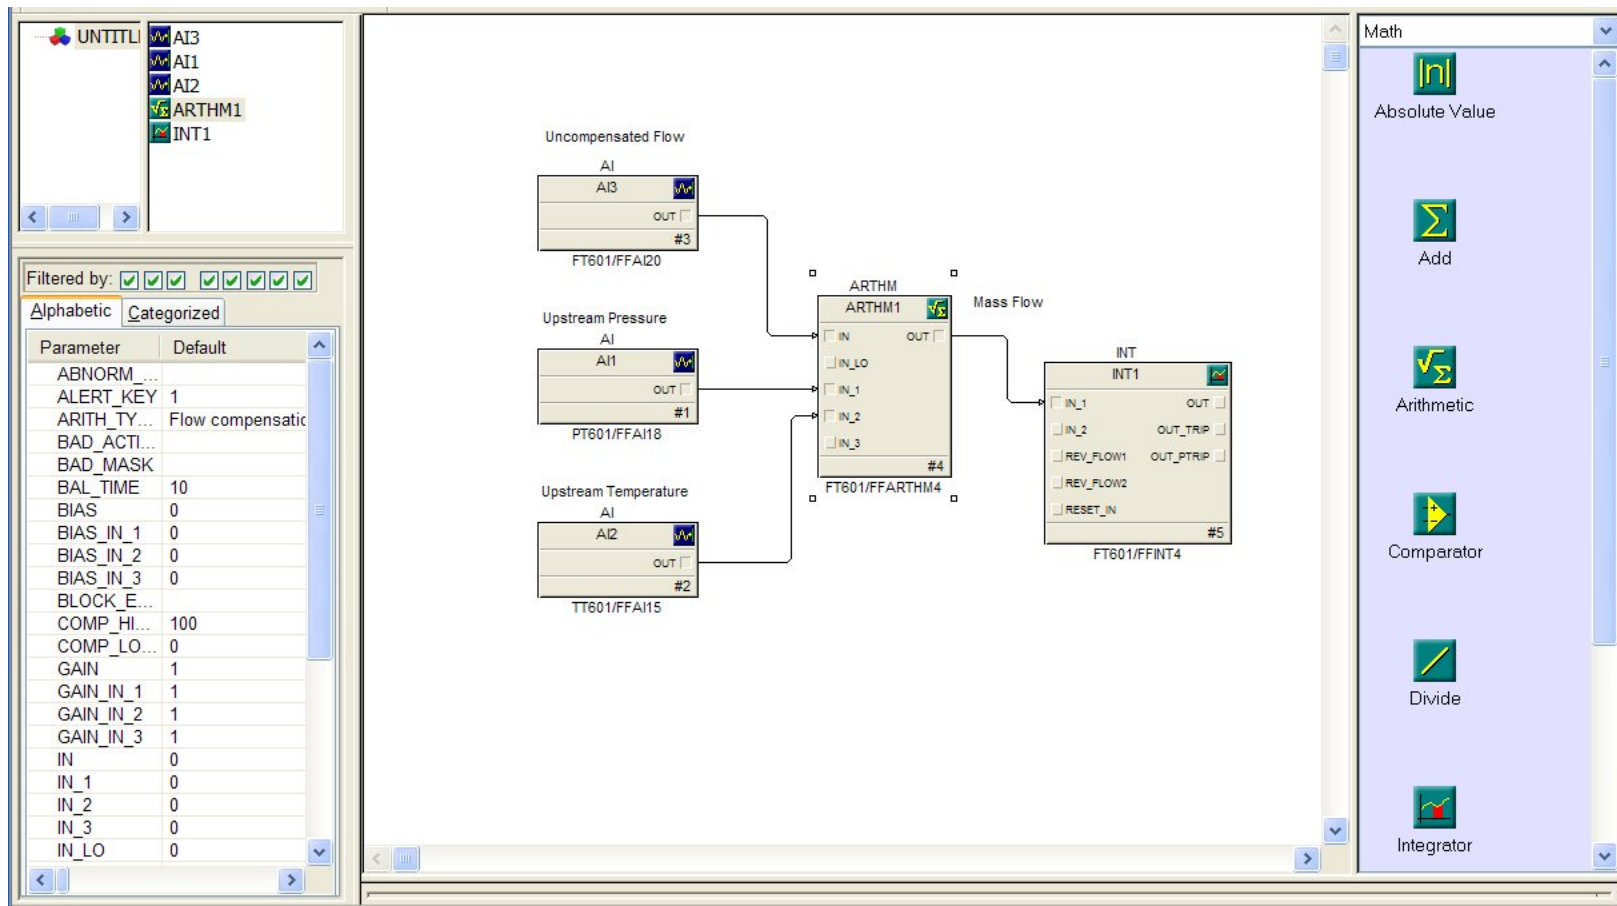 UNTITL
AI3
AI1
AI2
ARTHM1
INT1
Filtered by:
Alphabetic Categorized
Parameter Default
ABNORM_...
ALERT_KEY 1
ARITH_TY... Flow compensatic
BAD_ACTI...
BAD_MASK
BAL_TIME 10
BIAS 0
BIAS_IN_1 0
BIAS_IN_2 0
BIAS_IN_3 0
BLOCK_E...
COMP_HI... 100
COMP_LO... 0
GAIN 1
GAIN_IN_1 1
GAIN_IN_2 1
GAIN_IN_3 1
IN 0
IN_1 0
IN_2 0
IN_3 0
IN_LO 0
Uncompensated Flow
AI
AI3
OUT
#3
FT601/FFAI20
Upstream Pressure
AI
AI1
OUT
#1
PT601/FFAI18
Upstream Temperature
AI
AI2
OUT
#2
TT601/FFAI15
ARTHM
ARTHM1
IN OUT
IN_LO
IN_1
IN_2
IN_3
#4
FT601/FFARTHM4
Mass Flow
INT
INT1
IN_1 OUT
IN_2 OUT_TRIP
REV_FLOW1 OUT_PTRIP
REV_FLOW2
RESET_IN
#5
FT601/FFINT4
Math
|n|
Absolute Value
Σ
Add
√Σ
Arithmetic
Comparator
Divide
Integrator